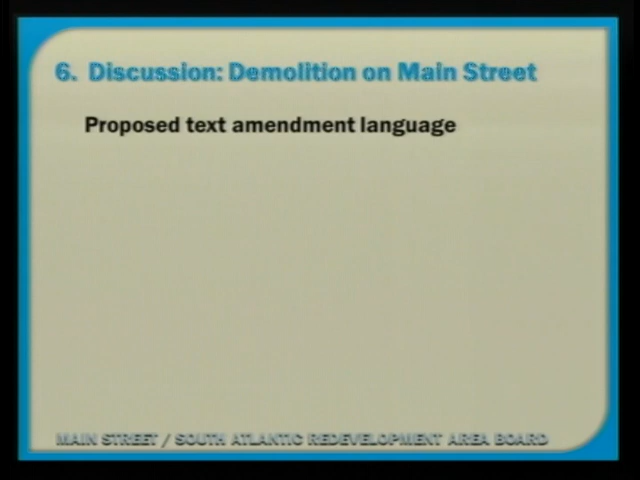 6. Discussion: Demolition on Main Street
Proposed text amendment language
MAIN STREET / SOUTH ATLANTIC REDEVELOPMENT AREA BOARD